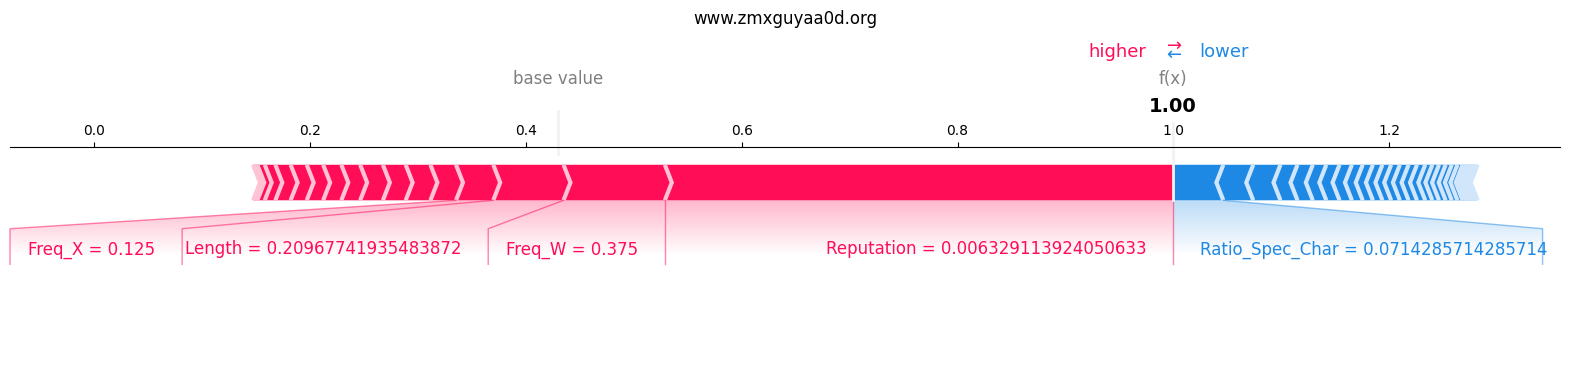 www.zmxguyaa0d.org
higher ⇄ lower
base value f(x)
1.00
0.0 0.2 0.4 0.6 0.8 1.0 1.2
Freq_X = 0.125 Length = 0.20967741935483872 Freq_W = 0.375 Reputation = 0.006329113924050633 Ratio_Spec_Char = 0.0714285714285714